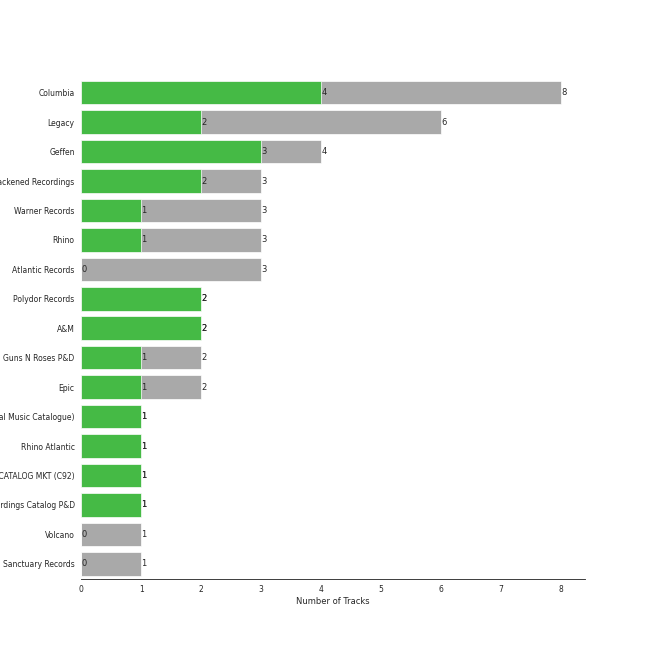 Columbia 4 8
Legacy 2 6
Geffen 3 4
ackened Recordings 2 3
Warner Records 1 3
Rhino 1 3
Atlantic Records 0 3
Polydor Records 2
A&M 2
Guns N Roses P&D 1 2
Epic 1 2
al Music Catalogue) 1
Rhino Atlantic 1
CATALOG MKT (C92) 1
rdings Catalog P&D 1
Volcano 0 1
Sanctuary Records 0 1
0 1 2 3 4 5 6 7 8
Number of Tracks